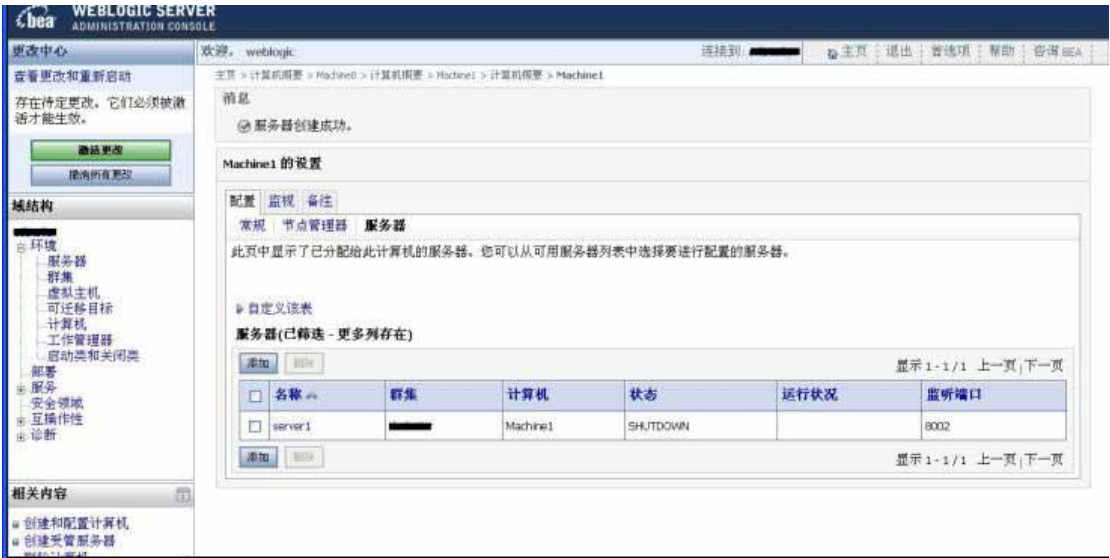 bea WEBLOGIC SERVER
ADMINISTRATION CONSOLE
更改中心
查看更改和重新启动
存在待定更改。它们必须被激
活才能生效。
激活更改
撤消所有更改
域结构
环境
服务器
群集
虚拟主机
可迁移目标
计算机
工作管理器
启动类和关闭类
部署
服务
安全领域
互操作性
诊断
相关内容
创建和配置计算机
创建受管服务器
删除计算机
欢迎, weblogic
连接到:
主页
退出
首选项
帮助
咨询 BEA
主页 > 计算机概要 > Machine0 > 计算机概要 > Machine1 > 计算机概要 > Machine1
消息
服务器创建成功。
Machine1 的设置
配置 监视 备注
常规 节点管理器 服务器
此页中显示了已分配给此计算机的服务器。您可以从可用服务器列表中选择要进行配置的服务器。
自定义该表
服务器(已筛选 - 更多列存在)
添加 删除
显示 1 - 1 / 1 上一页 | 下一页
名称 群集 计算机 状态 运行状况 监听端口
server1 Machine1 SHUTDOWN 8002
添加 删除
显示 1 - 1 / 1 上一页 | 下一页